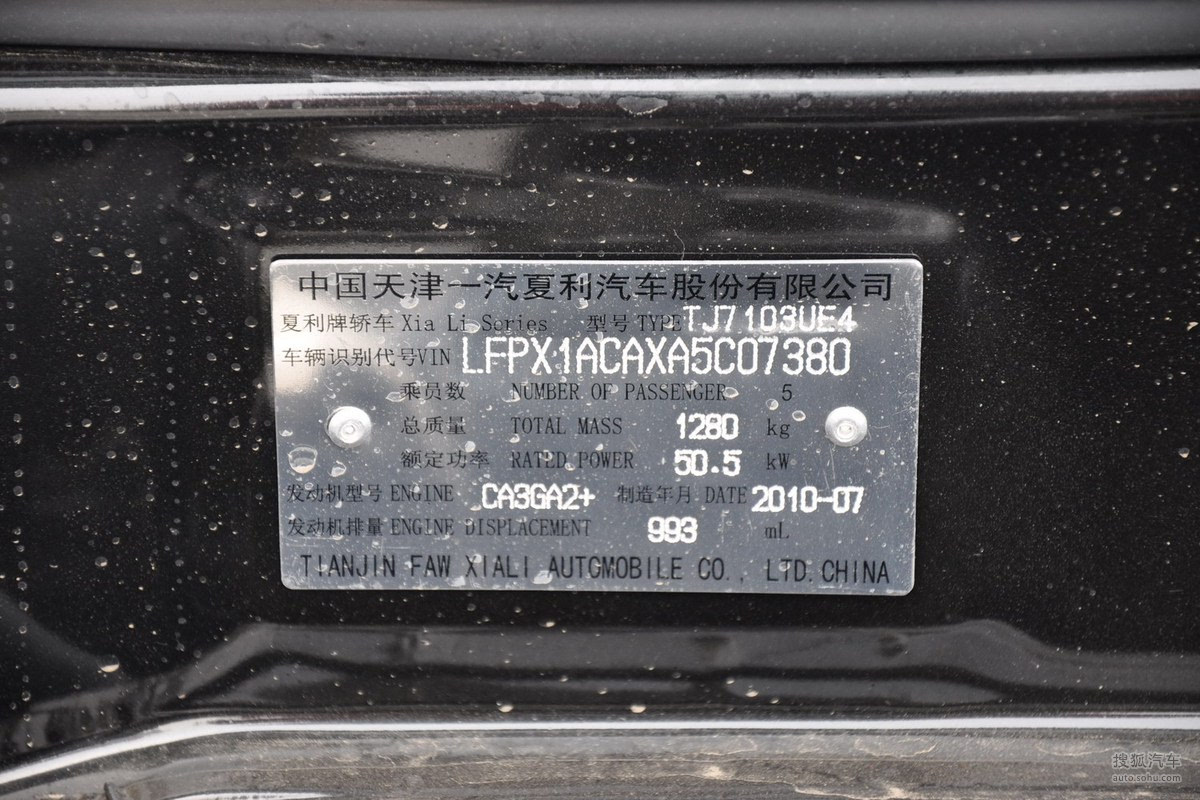 中国天津一汽夏利汽车股份有限公司
夏利牌轿车 Xia Li Series 型号 TYPE TJ7103UE4
车辆识别代号VIN LFPX1ACAXA5C07380
乘员数 NUMBER OF PASSENGER 5
总质量 TOTAL MASS 1280 kg
额定功率 RATED POWER 50.5 kW
发动机型号 ENGINE CA3GA2+ 制造年月 DATE 2010-07
发动机排量 ENGINE DISPLACEMENT 993 mL
TIANJIN FAW XIALI AUTOMOBILE CO., LTD.CHINA
搜狐汽车
auto.sohu.com